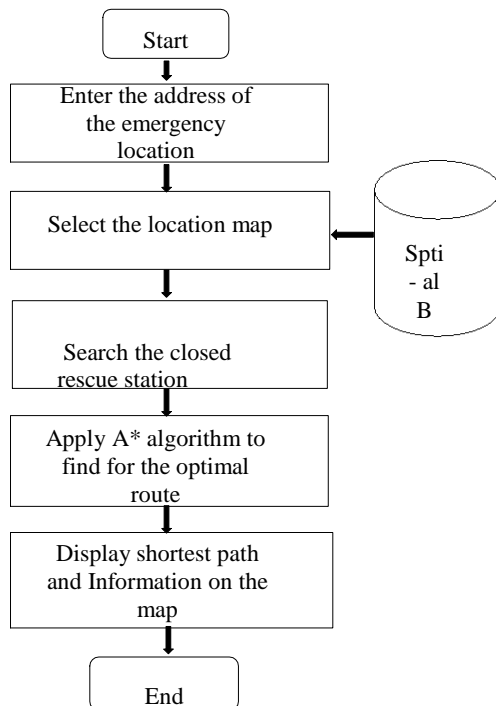 Start
Enter the address of
the emergency
location
Select the location map
Spti
- al
B
Search the closed
rescue station
Apply A* algorithm to
find for the optimal
route
Display shortest path
and Information on the
map
End